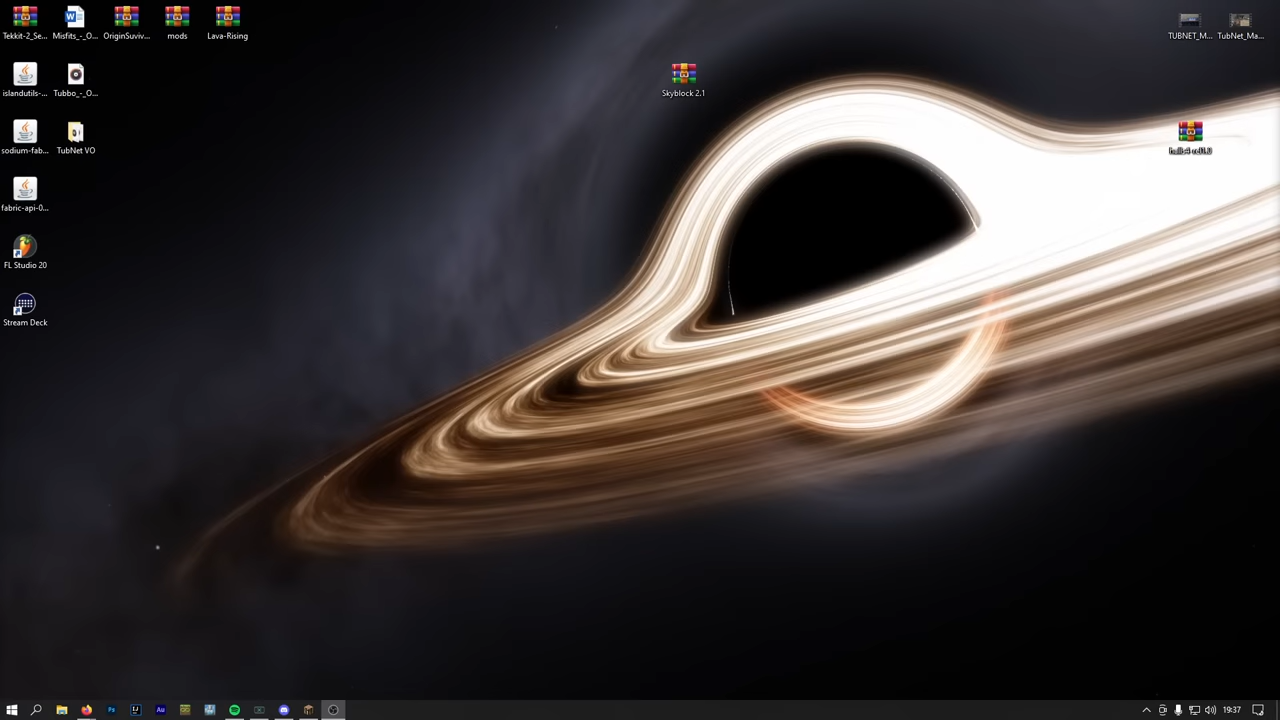 Tekkit-2_Se...
Misfits_-_O...
OriginSuviv...
mods
Lava-Rising
TUBNET_M...
TubNet_Ma...
islandutils-...
Tubbo_-_O...
Skyblock 2.1
sodium-fab...
TubNet VO
fabric-api-0...
FL Studio 20
Stream Deck
19:37